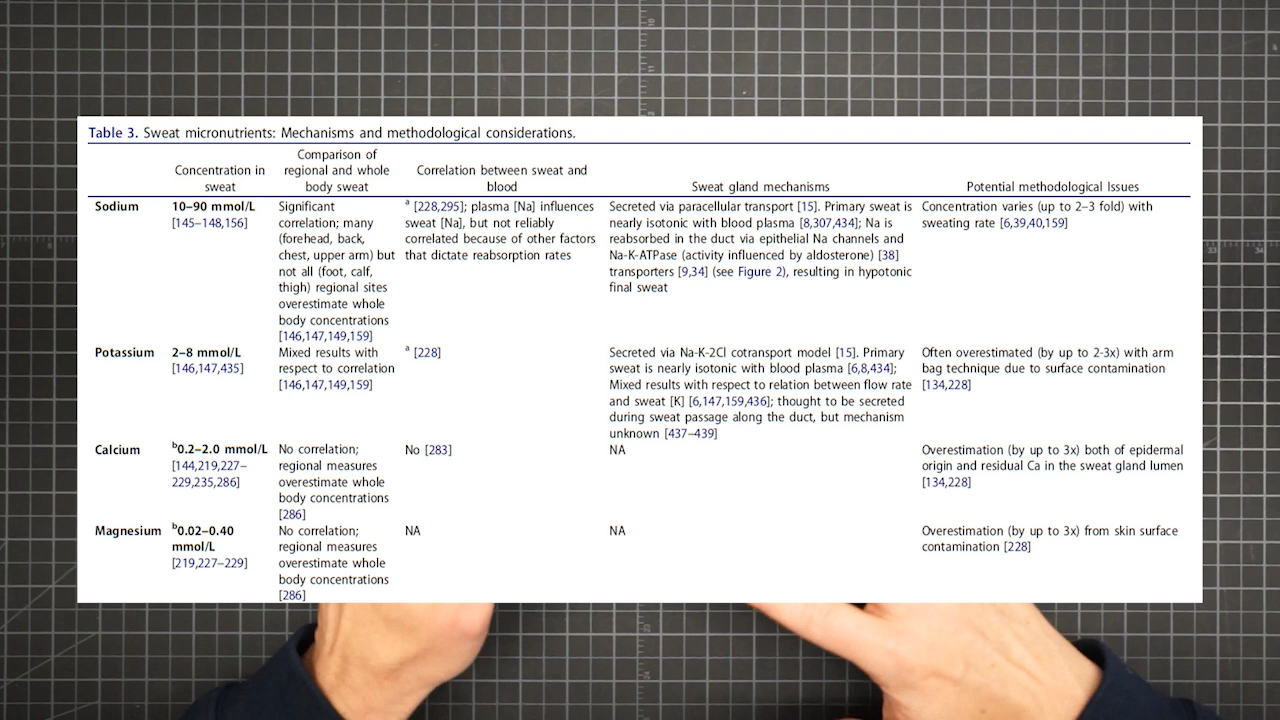 Table 3. Sweat micronutrients: Mechanisms and methodological considerations.
Concentration in
sweat
Comparison of
regional and whole
body sweat
Correlation between sweat and
blood
Sweat gland mechanisms
Potential methodological Issues
Sodium
10–90 mmol/L
[145–148,156]
Significant
correlation; many
(forehead, back,
chest, upper arm) but
not all (foot, calf,
thigh) regional sites
overestimate whole
body concentrations
[146,147,149,159]
a [228,295]; plasma [Na] influences
sweat [Na], but not reliably
correlated because of other factors
that dictate reabsorption rates
Secreted via paracellular transport [15]. Primary sweat is
nearly isotonic with blood plasma [8,307,434]; Na is
reabsorbed in the duct via epithelial Na channels and
Na-K-ATPase (activity influenced by aldosterone) [38]
transporters [9,34] (see Figure 2), resulting in hypotonic
final sweat
Concentration varies (up to 2–3 fold) with
sweating rate [6,39,40,159]
Potassium
2–8 mmol/L
[146,147,435]
Mixed results with
respect to correlation
[146,147,149,159]
a [228]
Secreted via Na-K-2Cl cotransport model [15]. Primary
sweat is nearly isotonic with blood plasma [6,8,434];
Mixed results with respect to relation between flow rate
and sweat [K] [6,147,159,436]; thought to be secreted
during sweat passage along the duct, but mechanism
unknown [437–439]
Often overestimated (by up to 2-3x) with arm
bag technique due to surface contamination
[134,228]
Calcium
b0.2–2.0 mmol/L
[144,219,227–
229,235,286]
No correlation;
regional measures
overestimate whole
body concentrations
[286]
No [283]
NA
Overestimation (by up to 3x) both of epidermal
origin and residual Ca in the sweat gland lumen
[134,228]
Magnesium
b0.02–0.40
mmol/L
[219,227–229]
No correlation;
regional measures
overestimate whole
body concentrations
[286]
NA
NA
Overestimation (by up to 3x) from skin surface
contamination [228]